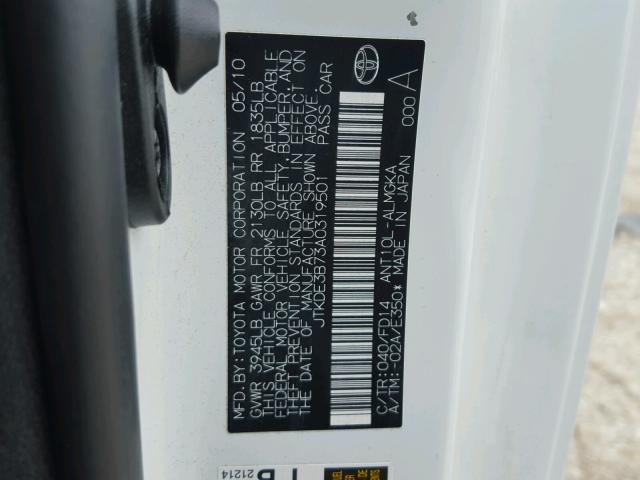 MFD.BY:TOYOTA MOTOR CORPORATION 05/10
GVWR 3945LB GAWR FR 2130LB RR 1835LB
THIS VEHICLE CONFORMS TO ALL APPLICABLE
FEDERAL MOTOR VEHICLE SAFETY,BUMPER,AND
THEFT PREVENTION STANDARDS IN EFFECT ON
THE DATE OF MANUFACTURE SHOWN ABOVE.
JTKDE3B73A0319501 PASS CAR
C/TR:040/FD14 ANT10L-ALMGKA
A/TM:-02A/E350* MADE IN JAPAN
000 A
21214